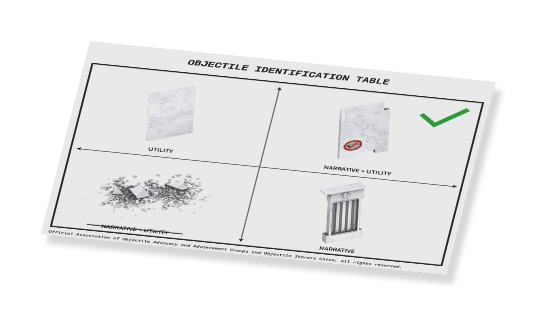 OBJECTILE IDENTIFICATION TABLE
UTILITY
NARRATIVE + UTILITY
NARRATIVE + UTILITY
NARRATIVE
Official Association of Objectile Advocacy and Advancement Groups and Objectile Sharers Union. All rights reserved.